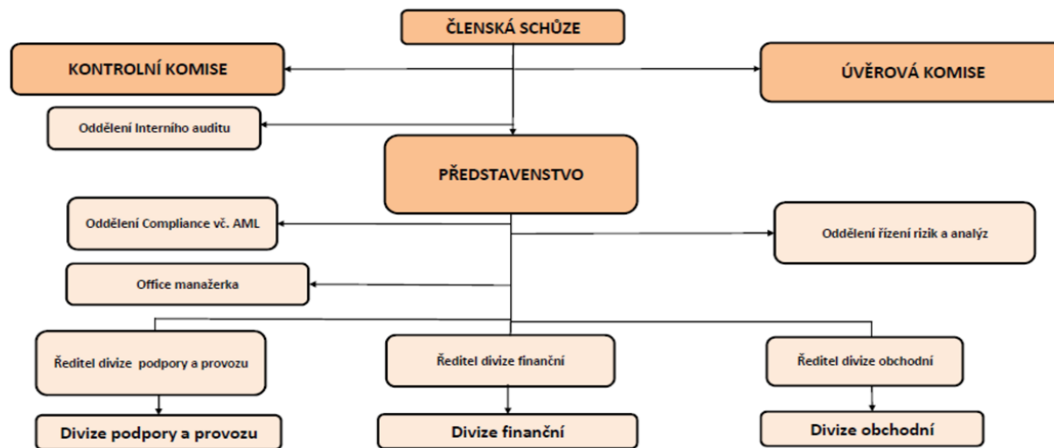 ČLENSKÁ SCHŮZE
KONTROLNÍ KOMISE
ÚVĚROVÁ KOMISE
Oddělení Interního auditu
PŘEDSTAVENSTVO
Oddělení Compliance vč. AML
Oddělení řízení rizik a analýz
Office manažerka
Ředitel divize podpory a provozu
Ředitel divize finanční
Ředitel divize obchodní
Divize podpory a provozu
Divize finanční
Divize obchodní